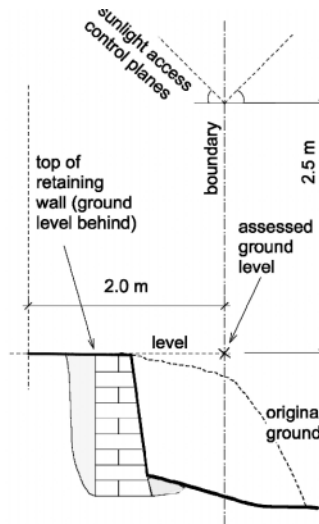 sunlight access
control planes
boundary
2.5 m
top of
retaining
wall (ground
level behind)
assessed
ground
level
2.0 m
level
origina
ground